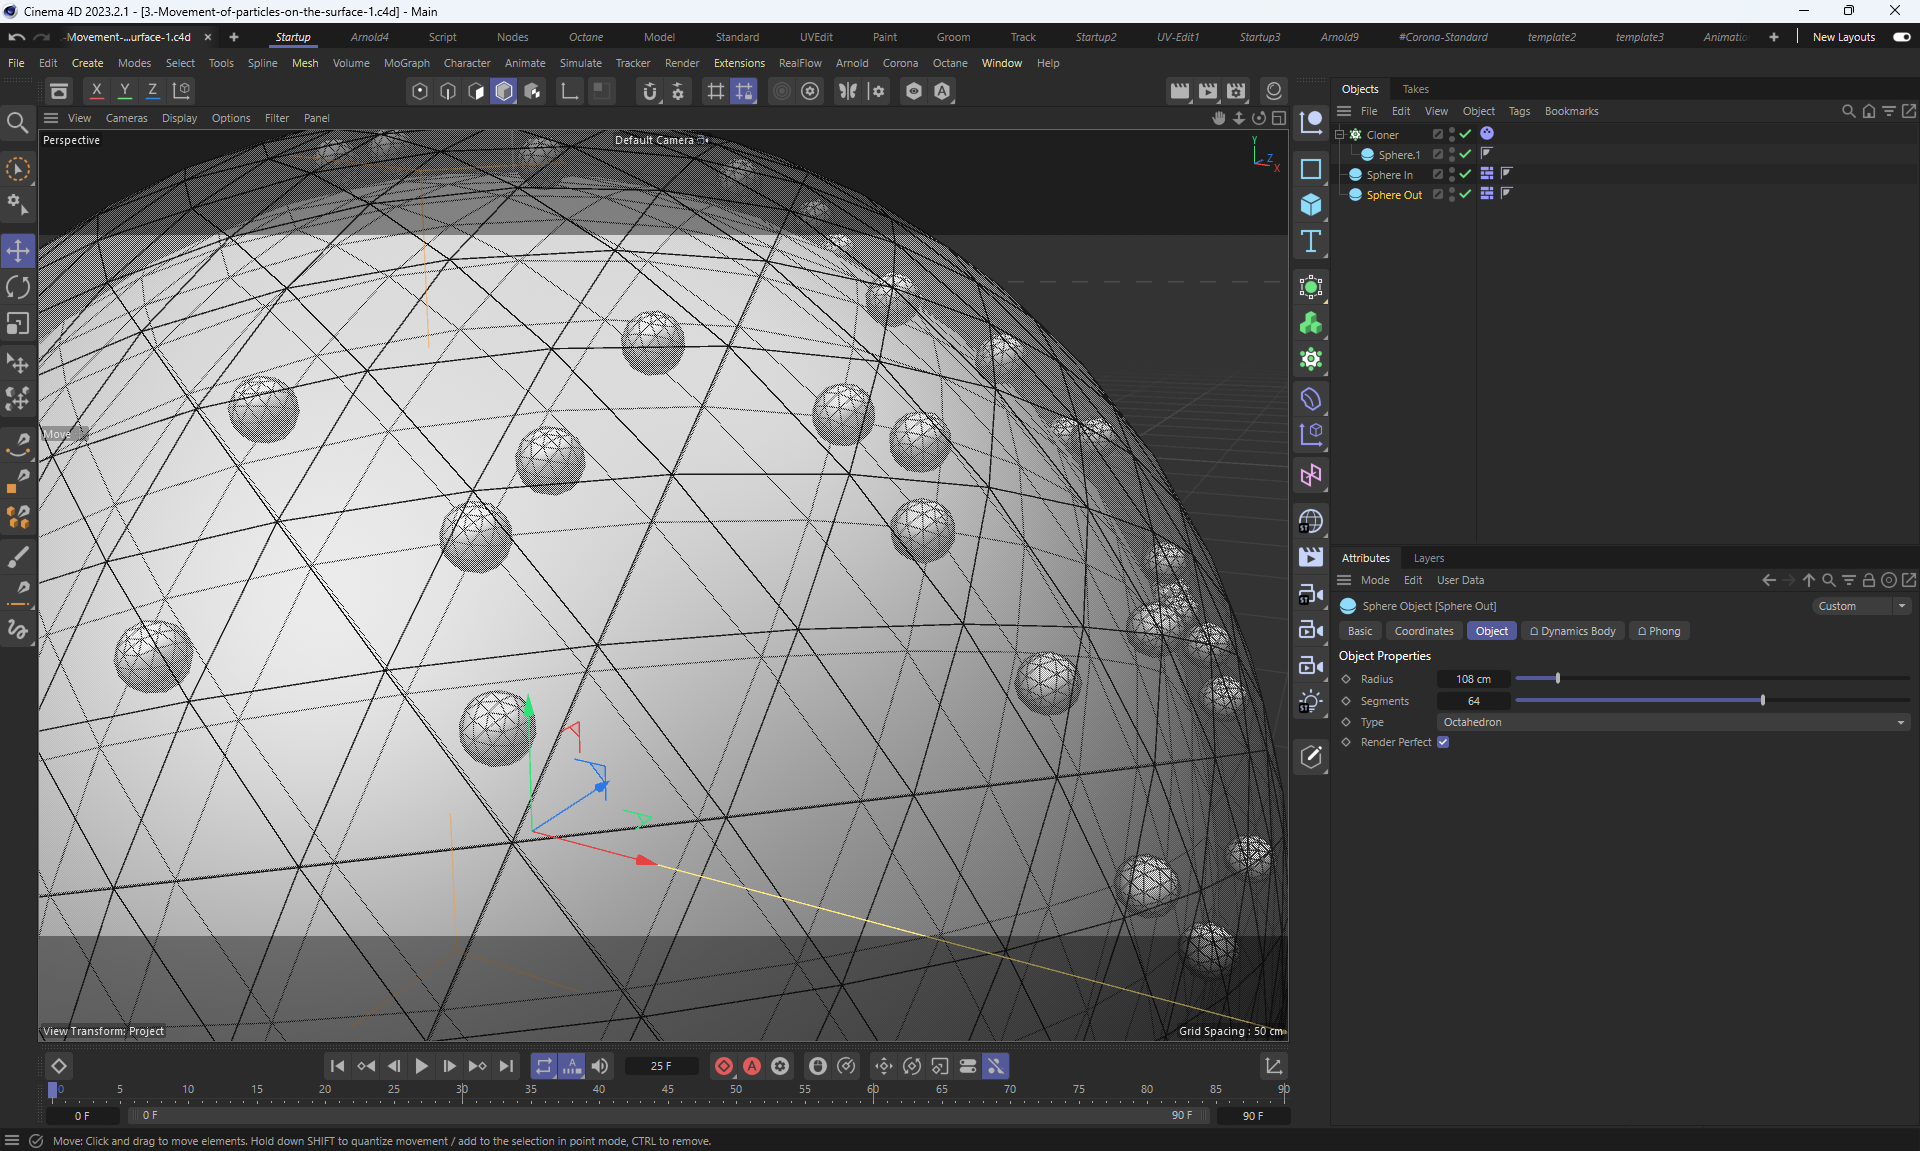 Cinema 4D 2023.2.1 - [3.-Movement-of-particles-on-the-surface-1.c4d] - Main
-Movement-...urface-1.c4d × + Startup Arnold4 Script Nodes Octane Model Standard UVEdit Paint Groom Track Startup2 UV-Edit1 Startup3 Arnold9 #Corona-Standard template2 template3 Animatio + New Layouts
File Edit Create Modes Select Tools Spline Mesh Volume MoGraph Character Animate Simulate Tracker Render Extensions RealFlow Arnold Corona Octane Window Help
X Y Z
Objects Takes
View Cameras Display Options Filter Panel
File Edit View Object Tags Bookmarks
Perspective
Default Camera
Y
Z
X
Cloner
Sphere.1
Sphere In
Sphere Out
Move
Attributes Layers
Mode Edit User Data
Sphere Object [Sphere Out]
Custom
Basic Coordinates Object Dynamics Body Phong
Object Properties
Radius 108 cm
Segments 64
Type Octahedron
Render Perfect
ST
ST
ST
View Transform: Project
Grid Spacing : 50 cm
25 F
0 5 10 15 20 25 30 35 40 45 50 55 60 65 70 75 80 85 90
0 F 0 F 90 F 90 F
Move: Click and drag to move elements. Hold down SHIFT to quantize movement / add to the selection in point mode, CTRL to remove.